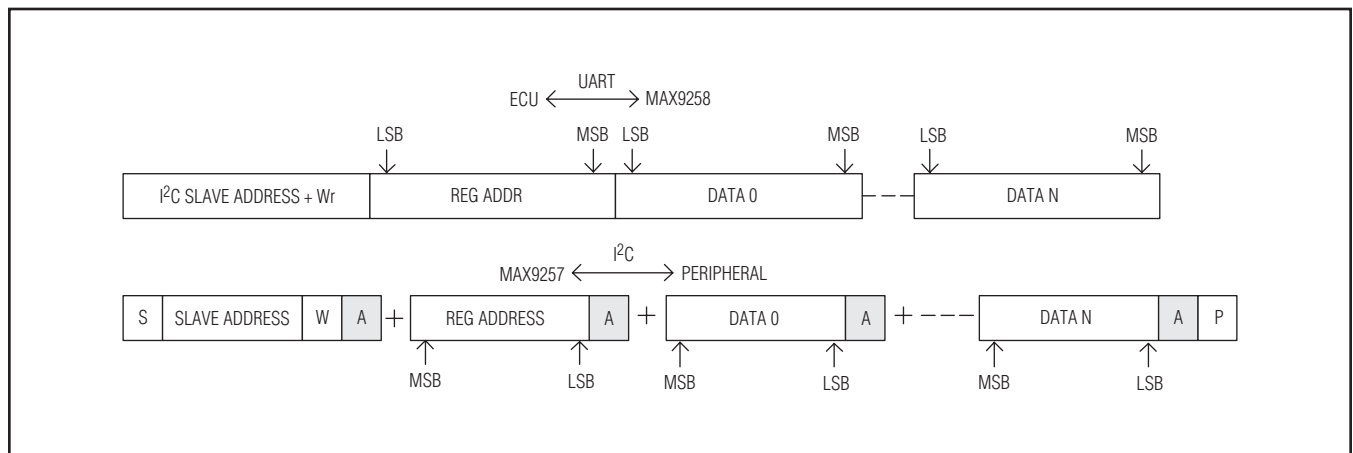 UART
ECU MAX9258
LSB MSB LSB MSB LSB MSB
I²C SLAVE ADDRESS + Wr REG ADDR DATA 0 DATA N
I²C
MAX9257 PERIPHERAL
S SLAVE ADDRESS W A + REG ADDRESS A + DATA 0 A + DATA N A P
MSB LSB MSB LSB MSB LSB